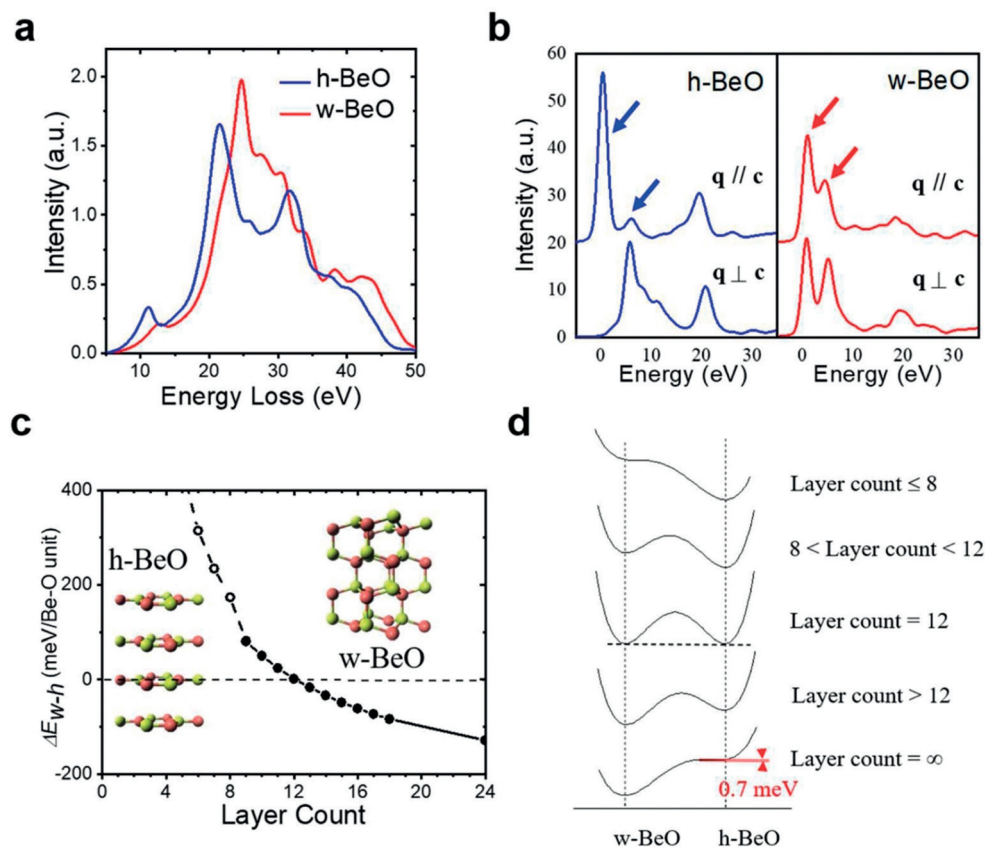 a
2.0
1.5
1.0
0.5
0.0
Intensity (a.u.)
h-BeO
w-BeO
10 20 30 40 50
Energy Loss (eV)
b
60
50
40
30
20
10
0
Intensity (a.u.)
h-BeO
q // c
q ⊥ c
0 10 20 30
Energy (eV)
w-BeO
q // c
q ⊥ c
0 10 20 30
Energy (eV)
c
400
200
0
-200
ΔEw-h (meV/Be-O unit)
h-BeO
w-BeO
0 4 8 12 16 20 24
Layer Count
d
Layer count ≤ 8
8 < Layer count < 12
Layer count = 12
Layer count > 12
Layer count = ∞
0.7 meV
w-BeO h-BeO